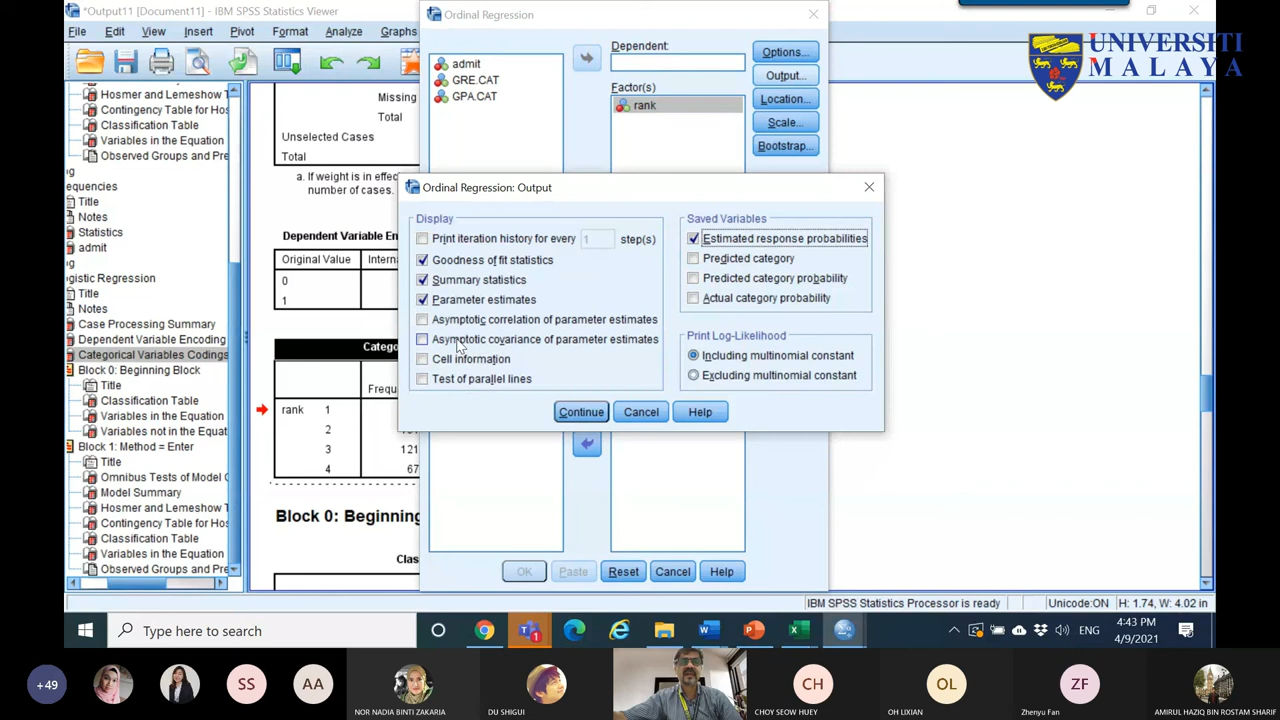 *Output11 [Document11] - IBM SPSS Statistics Viewer
File Edit View Insert Pivot Format Analyze Graphs
Hosmer and Lemeshow T
Contingency Table for Hos
Classification Table
Variables in the Equation
Observed Groups and Pre
og
equencies
Title
Notes
Statistics
admit
og
gistic Regression
Title
Notes
Case Processing Summary
Dependent Variable Encoding
Categorical Variables Codings
Block 0: Beginning Block
Title
Classification Table
Variables in the Equation
Variables not in the Equation
Block 1: Method = Enter
Title
Omnibus Tests of Model C
Model Summary
Hosmer and Lemeshow T
Contingency Table for Hos
Classification Table
Variables in the Equation
Observed Groups and Pre
Missing
Total
Unselected Cases
Total
a. If weight is in effe
number of cases.
Dependent Variable En
Original Value Intern
0
1
Catego
Frequ
rank 1
2
3 121
4 67
Block 0: Beginning
Clas
Ordinal Regression
admit
GRE.CAT
GPA.CAT
Dependent:
Factor(s)
rank
Options...
Output...
Location...
Scale...
Bootstrap...
Ordinal Regression: Output
Display
Print iteration history for every 1 step(s)
Goodness of fit statistics
Summary statistics
Parameter estimates
Asymptotic correlation of parameter estimates
Asymptotic covariance of parameter estimates
Cell information
Test of parallel lines
Saved Variables
Estimated response probabilities
Predicted category
Predicted category probability
Actual category probability
Print Log-Likelihood
Including multinomial constant
Excluding multinomial constant
Continue Cancel Help
OK Paste Reset Cancel Help
UNIVERSITI
MALAYA
IBM SPSS Statistics Processor is ready Unicode:ON H: 1.74, W: 4.02 in
Type here to search
1
ENG
4:43 PM
4/9/2021
+49
SS
AA
NOR NADIA BINTI ZAKARIA
DU SHIGUI
CH
CHOY SEOW HUEY
OL
OH LIXIAN
ZF
Zhenyu Fan
AMIRUL HAZIQ BIN ROSTAM SHARIF